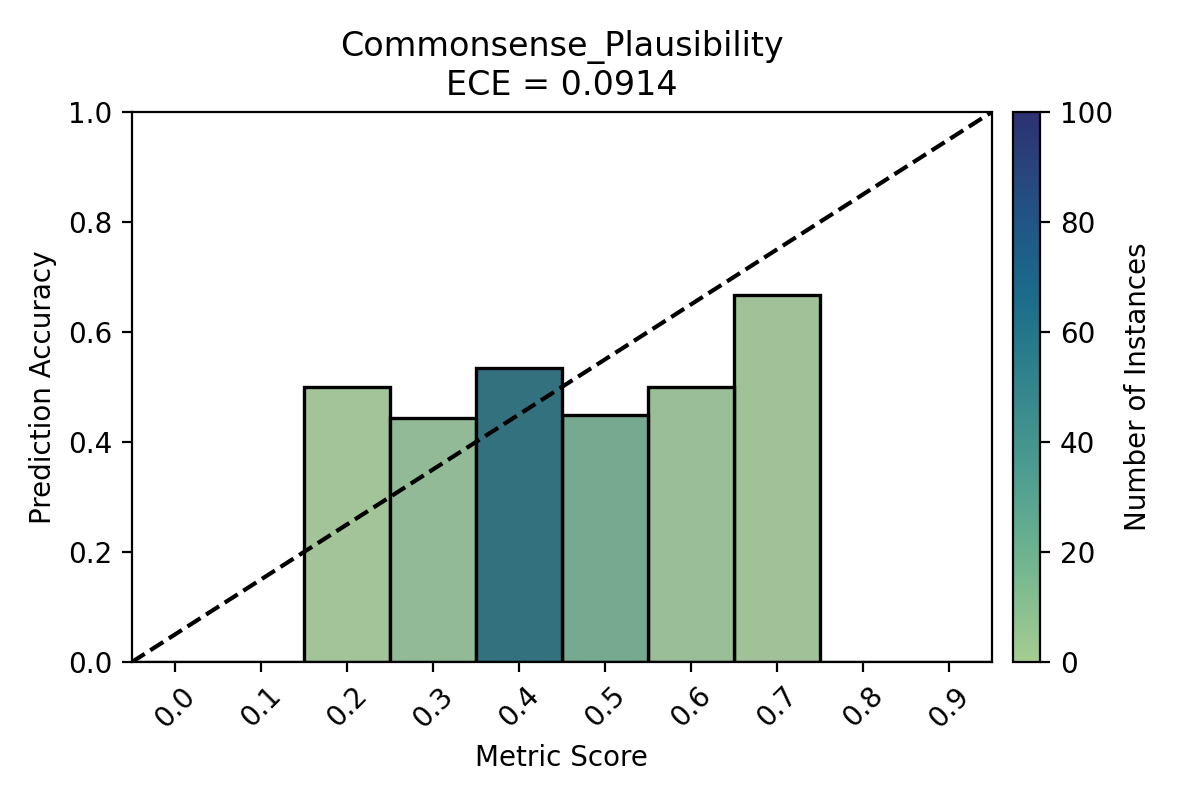 Commonsense_Plausibility
ECE = 0.0914
Prediction Accuracy
1.0
0.8
0.6
0.4
0.2
0.0
0.0 0.1 0.2 0.3 0.4 0.5 0.6 0.7 0.8 0.9
Metric Score
100
80
60
40
20
0
Number of Instances